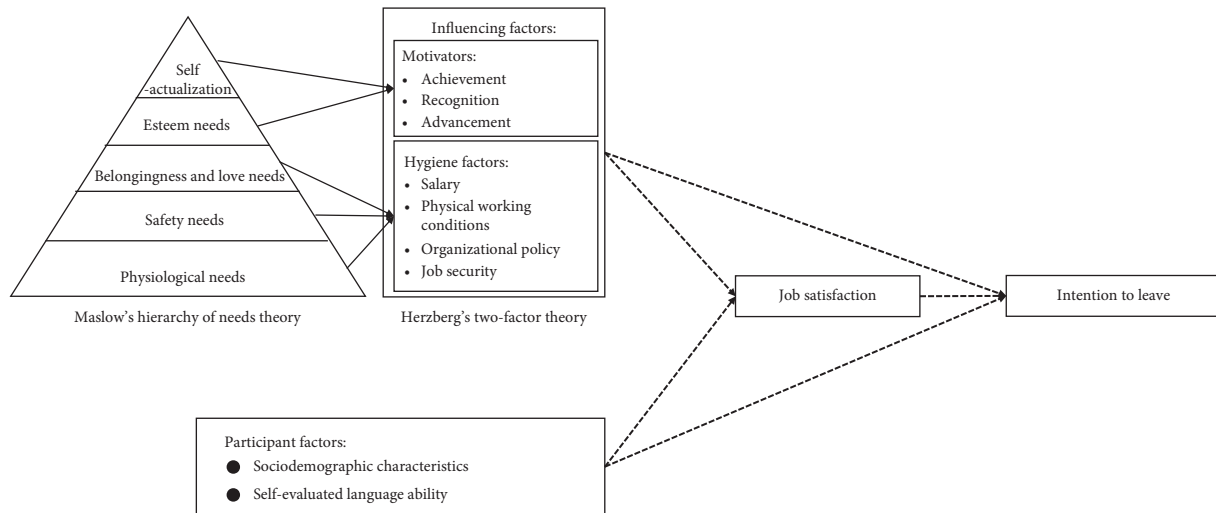 Self
-actualization
Esteem needs
Belongingness and love needs
Safety needs
Physiological needs
Maslow's hierarchy of needs theory
Influencing factors:
Motivators:
• Achievement
• Recognition
• Advancement
Hygiene factors:
• Salary
• Physical working
conditions
• Organizational policy
• Job security
Herzberg's two-factor theory
Job satisfaction
Intention to leave
Participant factors:
● Sociodemographic characteristics
● Self-evaluated language ability